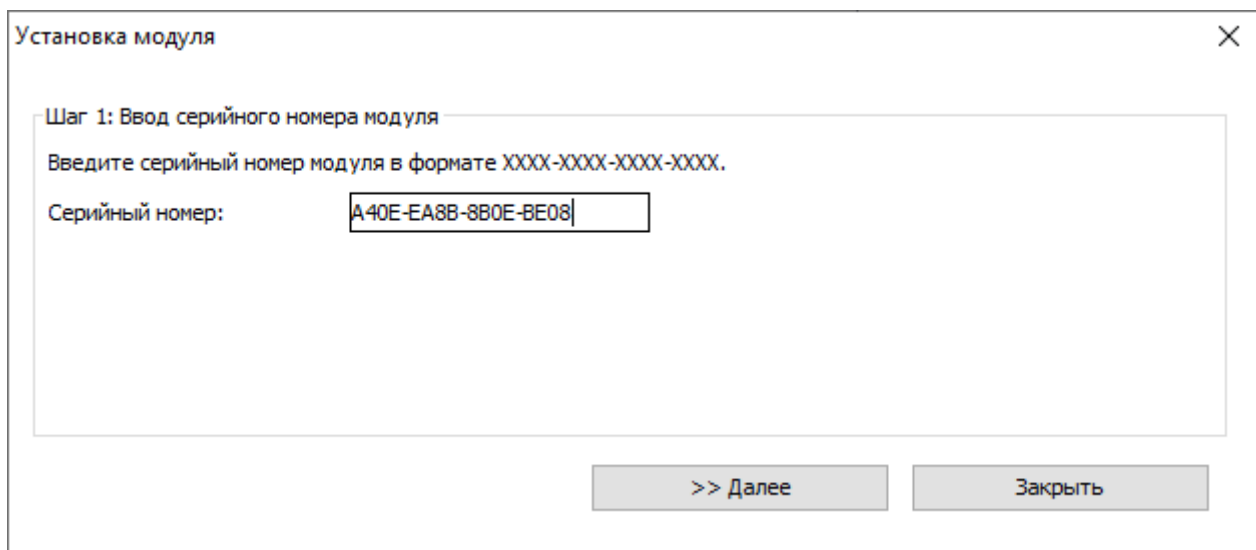 Установка модуля
Шаг 1: Ввод серийного номера модуля
Введите серийный номер модуля в формате XXXX-XXXX-XXXX-XXXX.
Серийный номер: A40E-EA8B-8B0E-BE08
>> Далее Закрыть